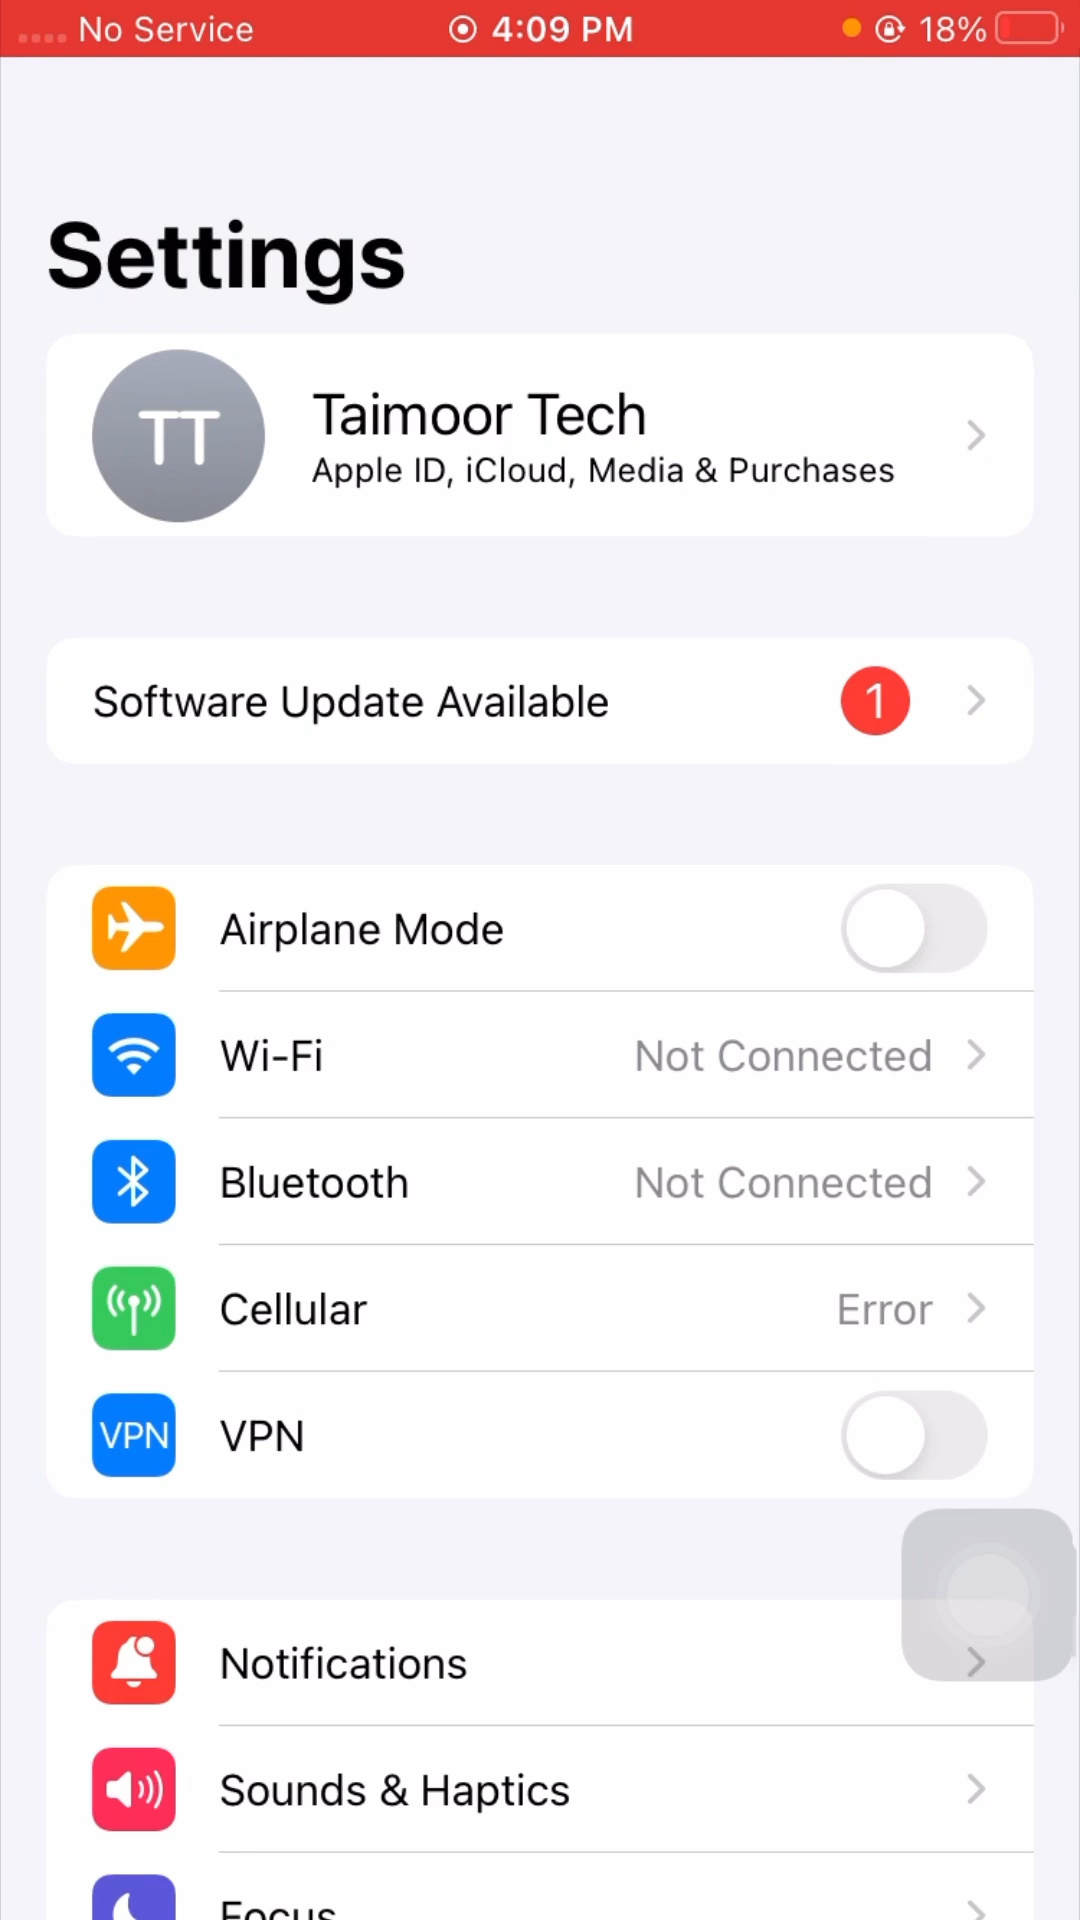 No Service 4:09 PM 18%
Settings
TT
Taimoor Tech
Apple ID, iCloud, Media & Purchases
Software Update Available 1
Airplane Mode
Wi-Fi Not Connected
Bluetooth Not Connected
Cellular Error
VPN VPN
Notifications
Sounds & Haptics
Focus